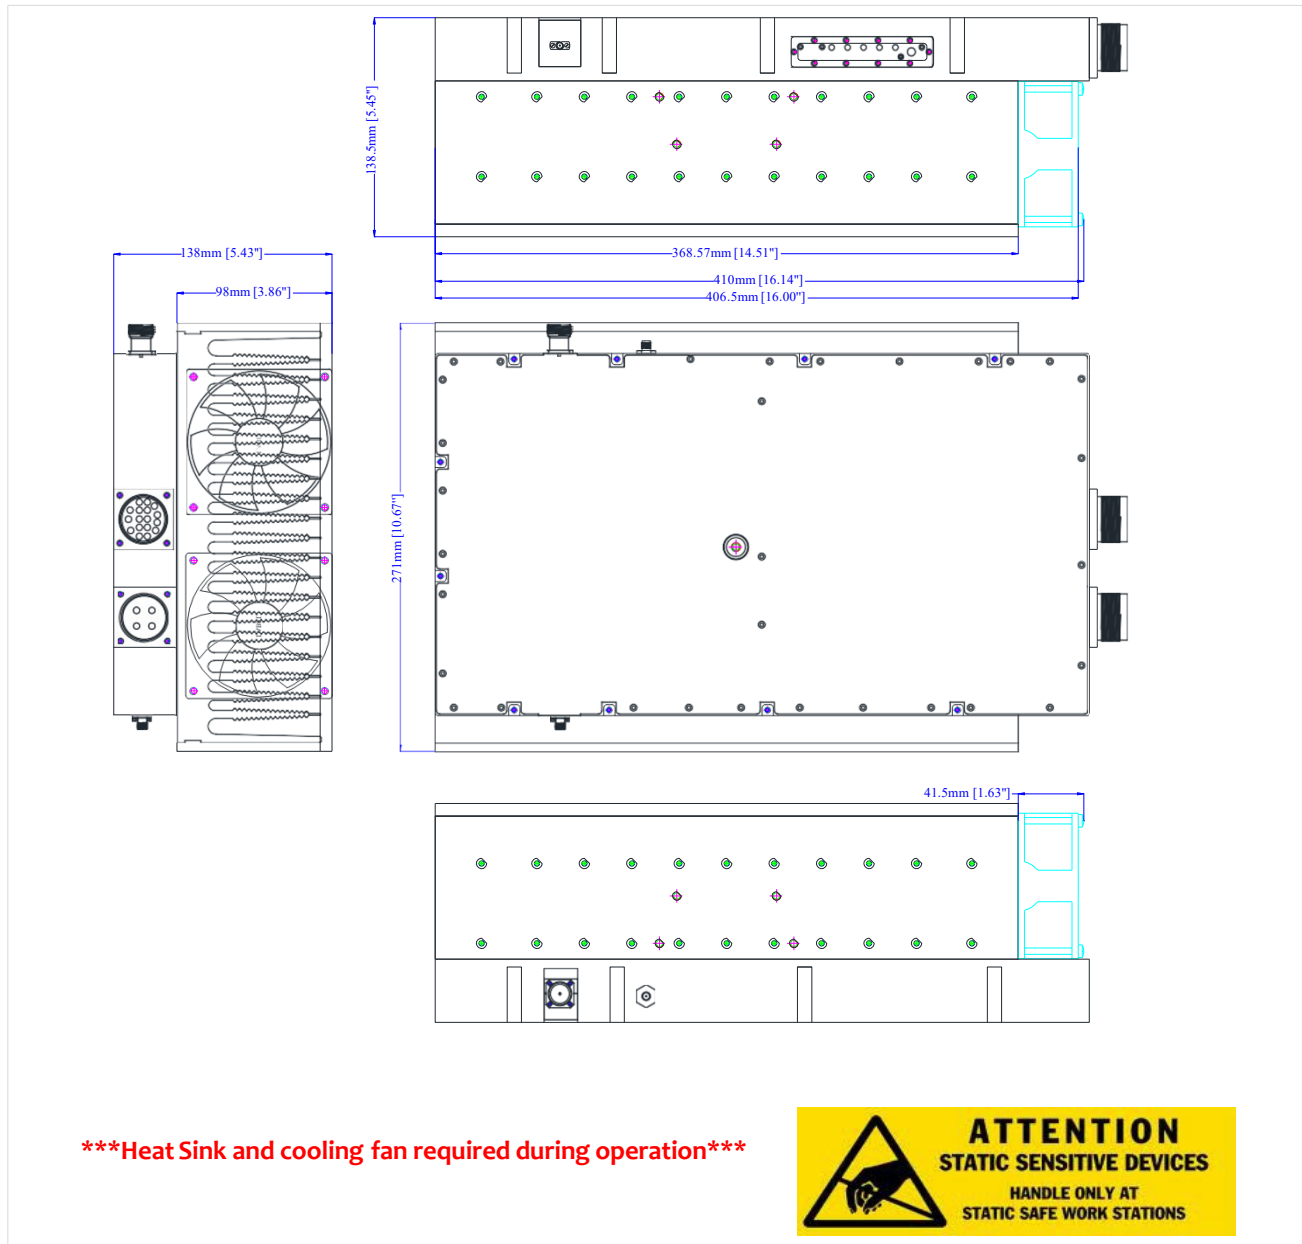 138.5mm [5.45"]
368.57mm [14.51"]
138mm [5.43"]
410mm [16.14"]
98mm [3.86"]
406.5mm [16.00"]
271mm [10.67"]
41.5mm [1.63"]
***Heat Sink and cooling fan required during operation***
ATTENTION
STATIC SENSITIVE DEVICES
HANDLE ONLY AT
STATIC SAFE WORK STATIONS